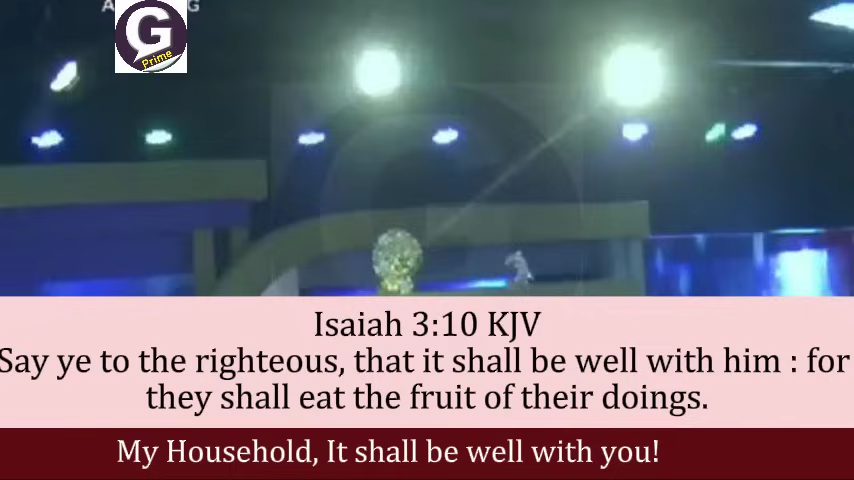 G
Prime
Isaiah 3:10 KJV
Say ye to the righteous, that it shall be well with him : for
they shall eat the fruit of their doings.
My Household, It shall be well with you!